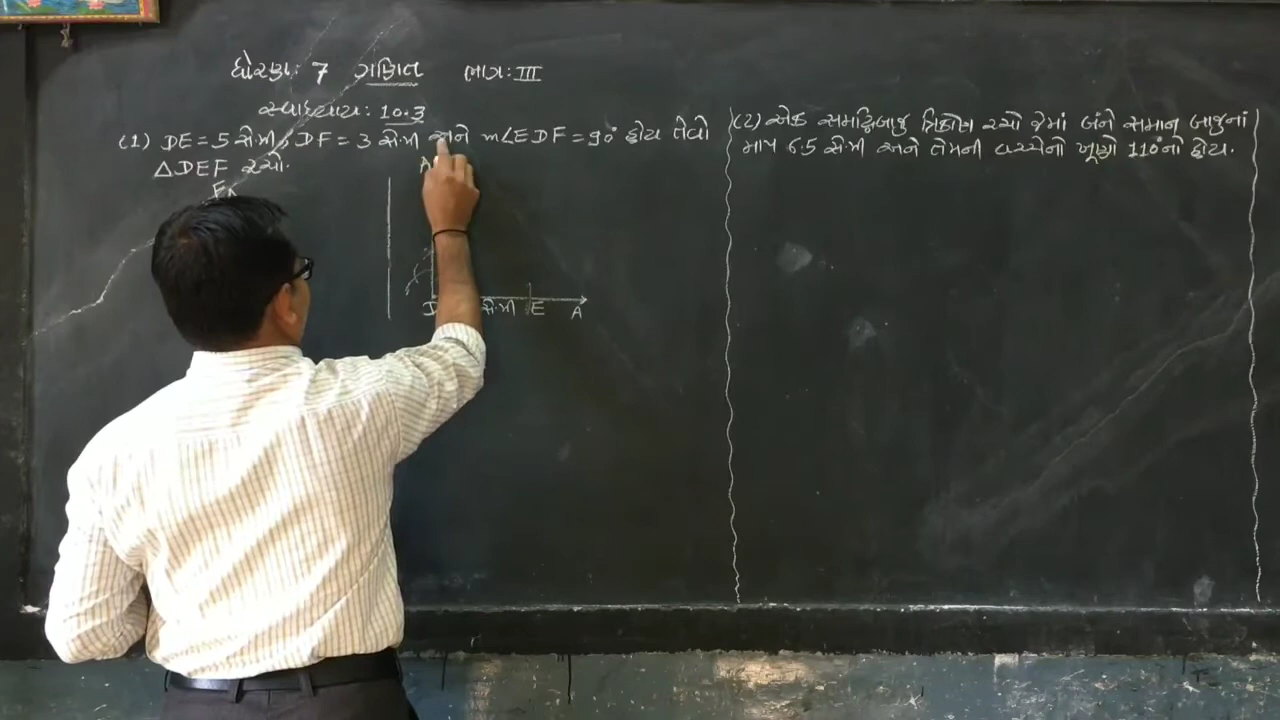 ધોરણ: 7 ગણિત ભાગ: III
સ્વાધ્યાય: 10.3
(1) DE = 5 સે.મી, DF = 3 સે.મી અને m∠EDF = 90° હોય તેવો
△DEF રચો.
F
A
D સે.મી E A
(2) એક સમદ્વિબાજુ ત્રિકોણ રચો જેમાં બંને સમાન બાજુનાં
માપ 6.5 સે.મી અને તેમની વચ્ચેનો ખૂણો 110°નો હોય.